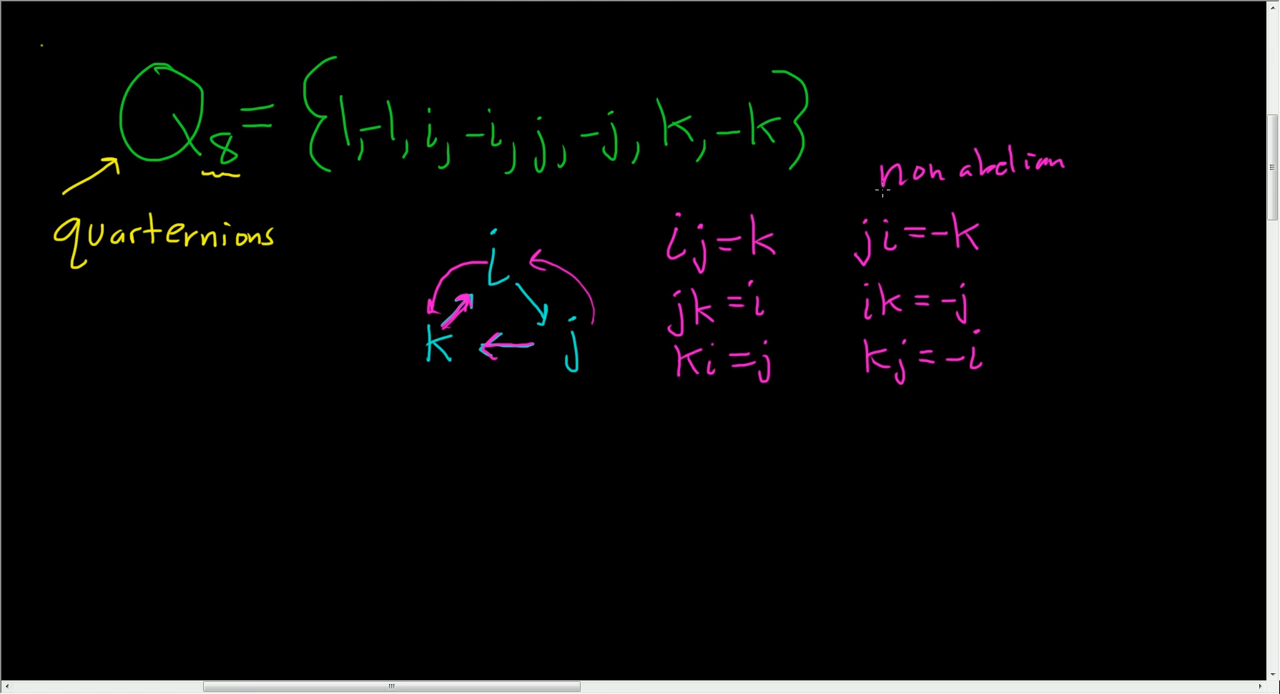 Q₈ = {1, -1, i, -i, j, -j, k, -k}
non abelian
quarternions
i
k j
ij = k ji = -k
jk = i ik = -j
ki = j kj = -i